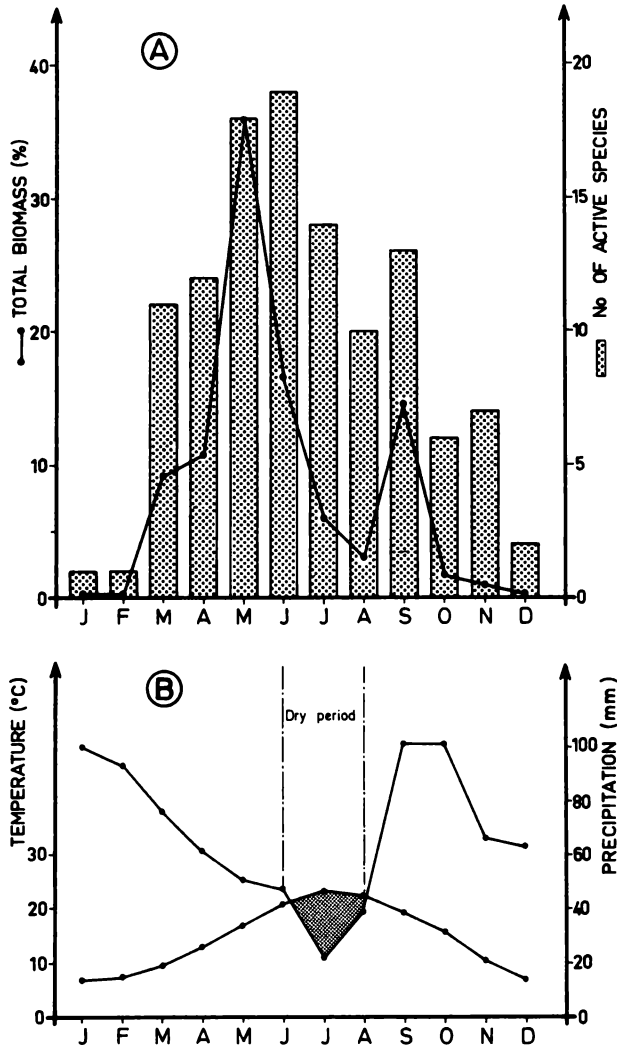 A
TOTAL BIOMASS (%)
40
30
20
10
0
20
15
10
5
0
No OF ACTIVE SPECIES
J F M A M J J A S O N D
B
Dry period
TEMPERATURE (°C)
30
20
10
0
100
80
60
40
20
0
PRECIPITATION (mm)
J F M A M J J A S O N D